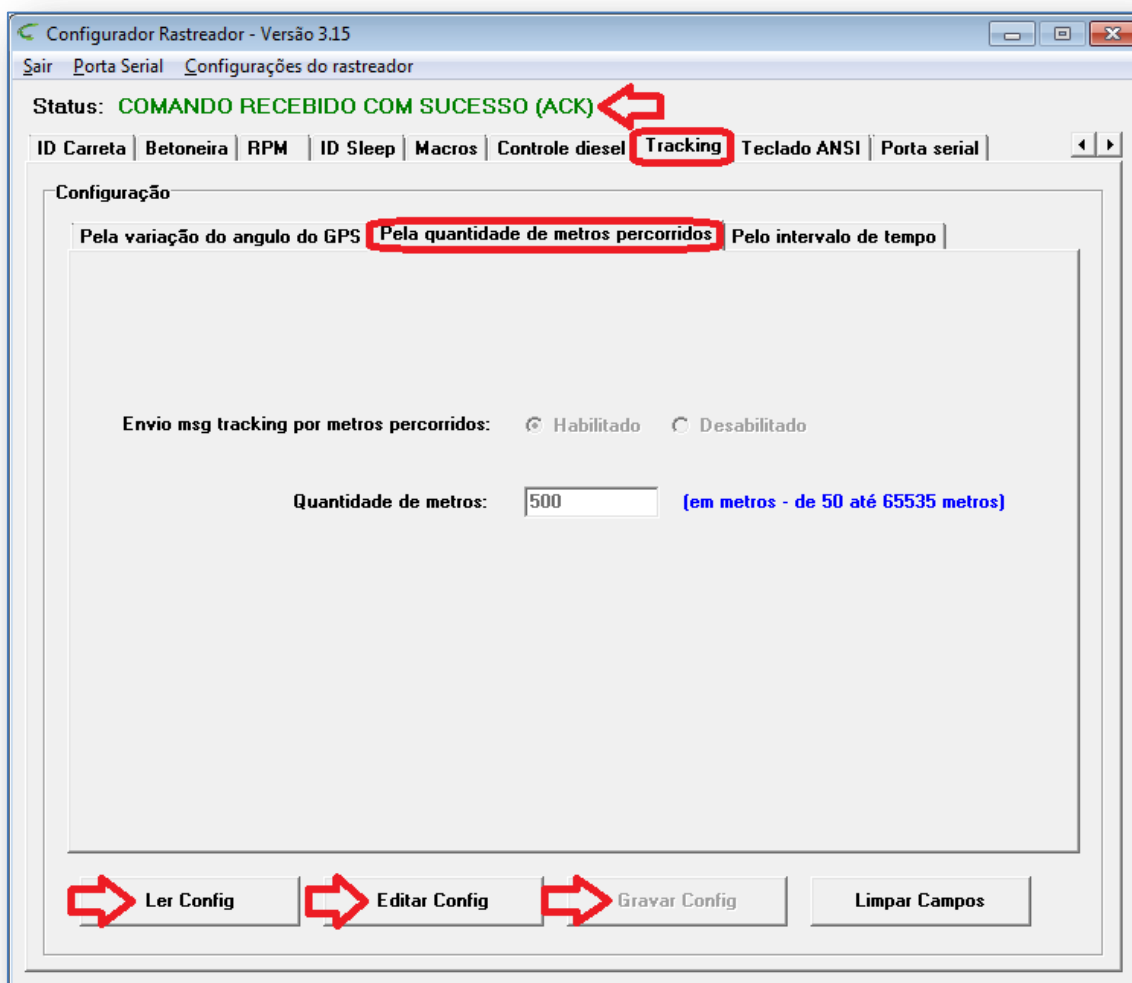 Configurador Rastreador - Versão 3.15
Sair Porta Serial Configurações do rastreador
Status: COMANDO RECEBIDO COM SUCESSO (ACK)
ID Carreta Betoneira RPM ID Sleep Macros Controle diesel Tracking Teclado ANSI Porta serial
Configuração
Pela variação do angulo do GPS Pela quantidade de metros percorridos Pelo intervalo de tempo
Envio msg tracking por metros percorridos: Habilitado Desabilitado
Quantidade de metros: 500 (em metros - de 50 até 65535 metros)
Ler Config Editar Config Gravar Config Limpar Campos